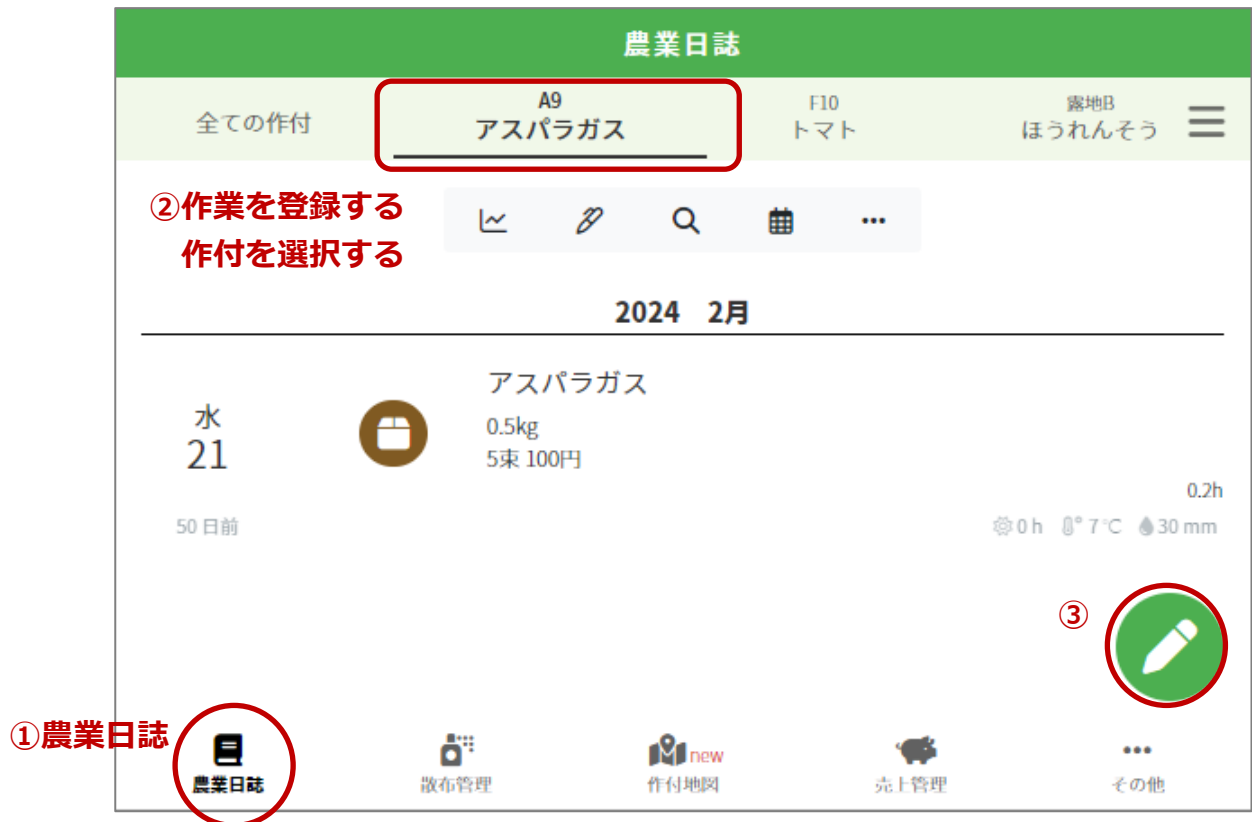 農業日誌
全ての作付
A9
アスパラガス
F10
トマト
露地B
ほうれんそう
②作業を登録する
作付を選択する
2024 2月
水
21
アスパラガス
0.5kg
5束 100円
0.2h
50 日前
0 h 7℃ 30 mm
③
①農業日誌
農業日誌
散布管理
new
作付地図
売上管理
その他